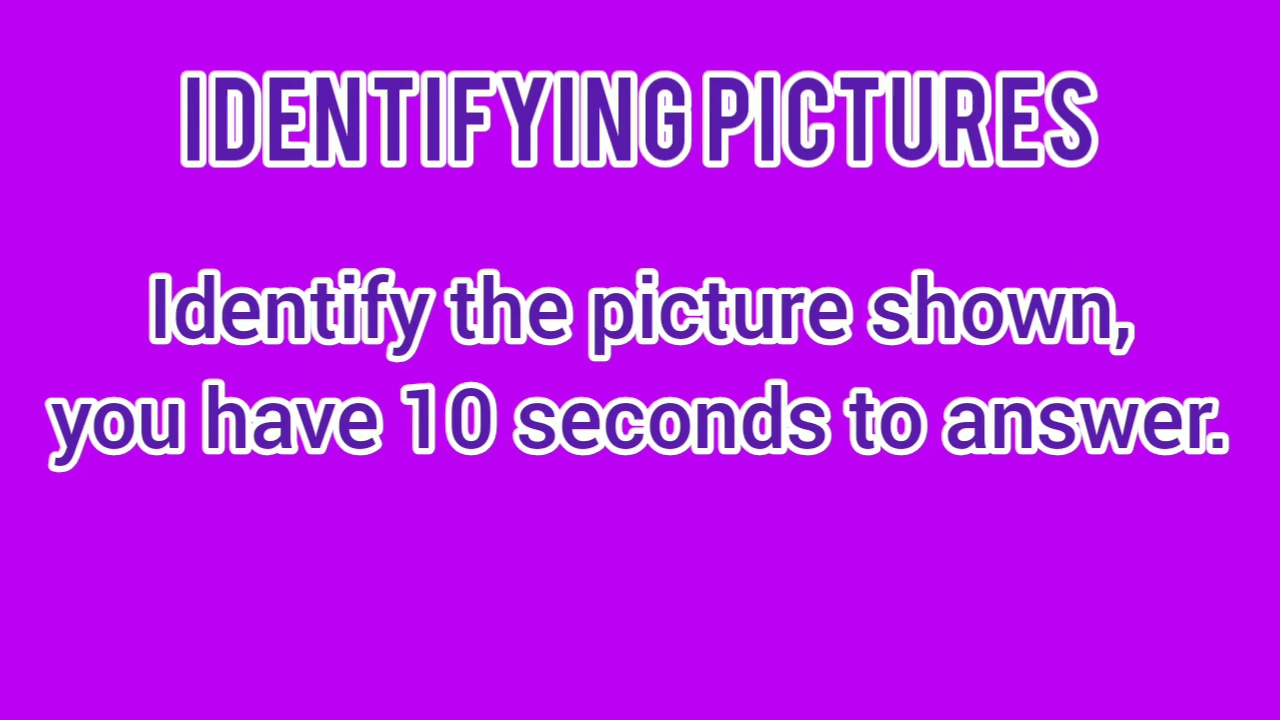 IDENTIFYING PICTURES
Identify the picture shown,
you have 10 seconds to answer.